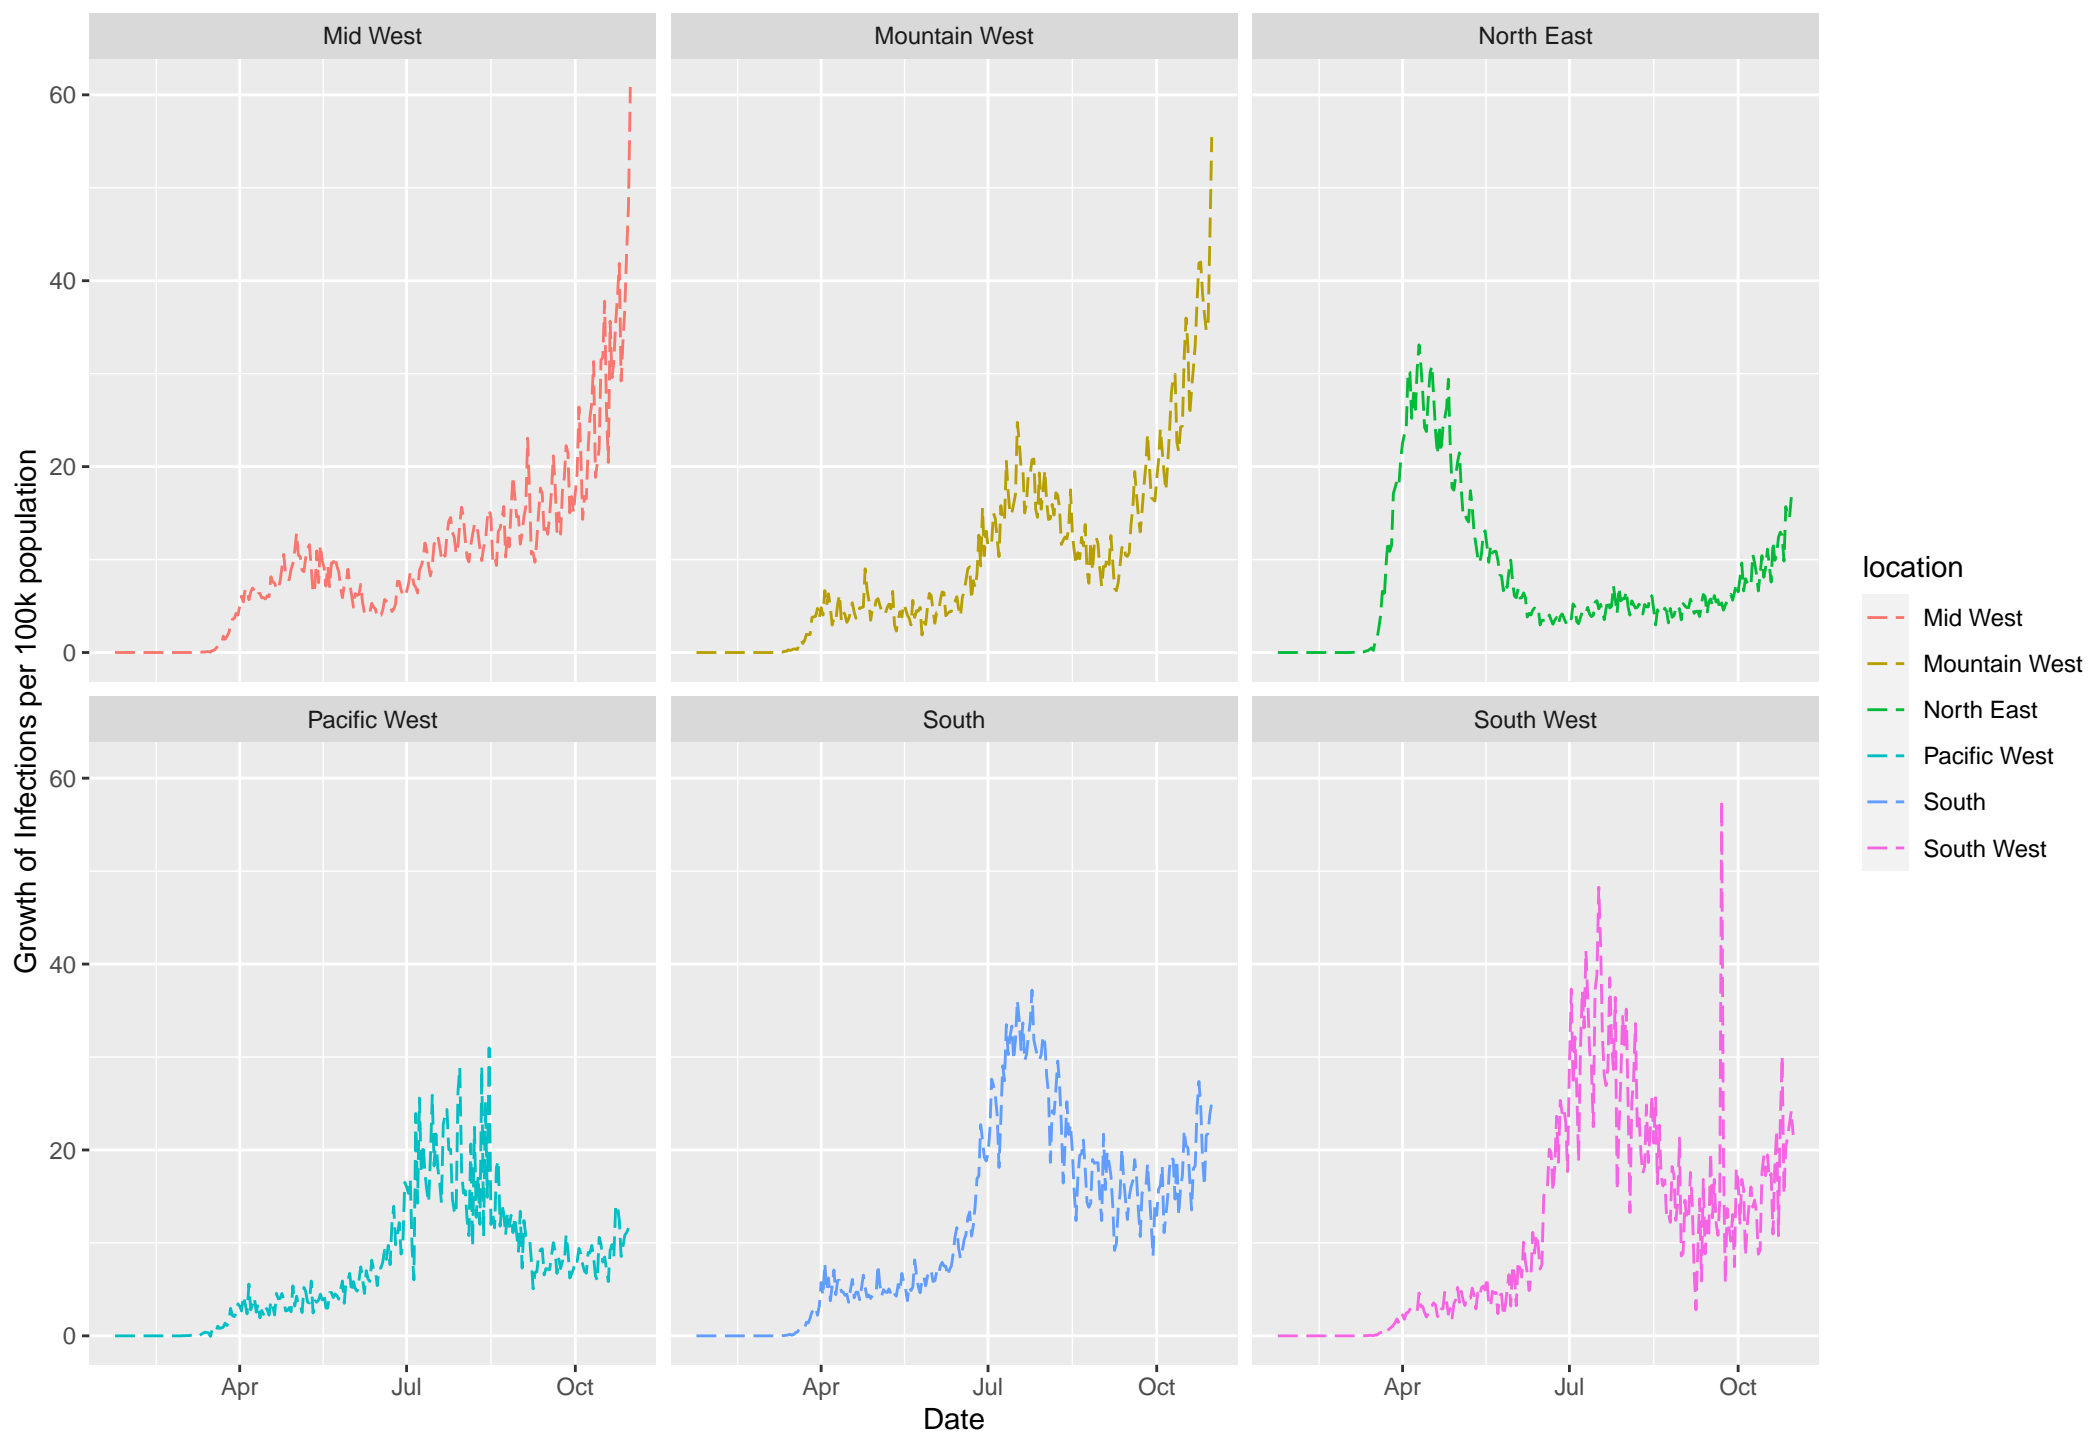 Mid West
Mountain West
North East
60
40
20
0
Pacific West
South
South West
60
40
20
0
Apr
Jul
Oct
Apr
Jul
Oct
Apr
Jul
Oct
Date
Growth of Infections per 100k population
location
Mid West
Mountain West
North East
Pacific West
South
South West